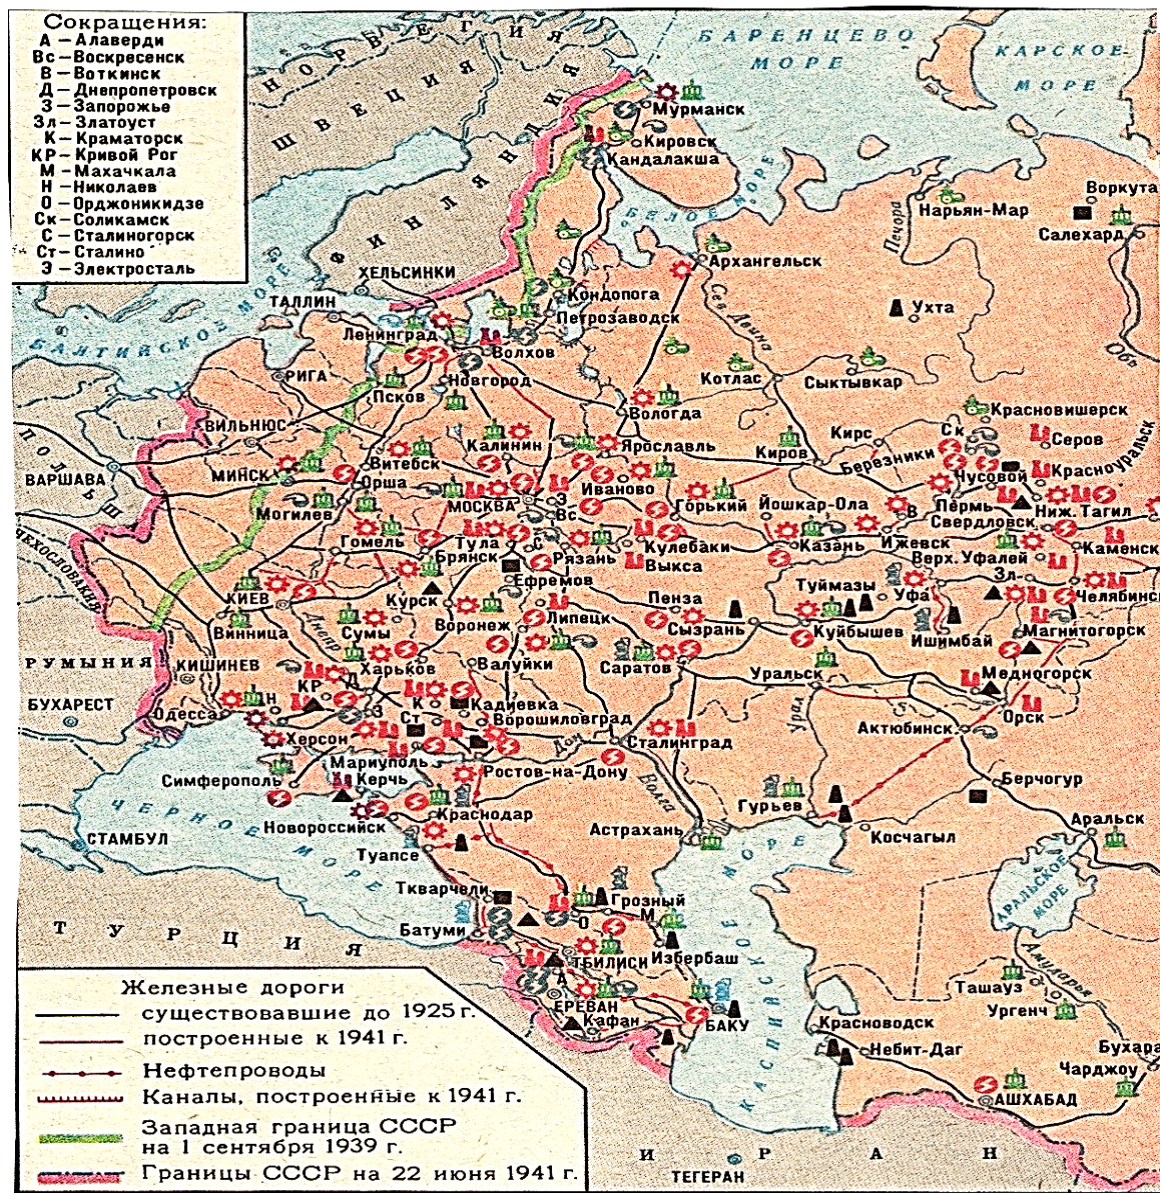 Сокращения:
А – Алаверди
Вс – Воскресенск
В – Воткинск
Д – Днепропетровск
З – Запорожье
Зл – Златоуст
К – Краматорск
КР – Кривой Рог
М – Махачкала
Н – Николаев
О – Орджоникидзе
Ск – Соликамск
С – Сталиногорск
Ст – Сталино
Э – Электросталь
НОРВЕГИЯ
ШВЕЦИЯ
ФИНЛЯНДИЯ
БАРЕНЦЕВО
МОРЕ
КАРСКОЕ
МОРЕ
Мурманск
Кировск
Кандалакша
БЕЛОЕ МОРЕ
Воркута
Нарьян-Мар
Печора
Салехард
Архангельск
ХЕЛЬСИНКИ
ТАЛЛИН
БАЛТИЙСКОЕ МОРЕ
Кондопога
Петрозаводск
Сев. Двина
Ухта
Обь
Ленинград
Волхов
РИГА
Новгород
Псков
Котлас
Сыктывкар
Вологда
Красновишерск
ВИЛЬНЮС
Калинин
Ярославль
Киров
Кирс
Ск
Серов
ПОЛЬША
ВАРШАВА
МИНСК
Витебск
Орша
Березники
Красноуральск
Чусовой
Иваново
Могилев
МОСКВА
Э
Вс
Горький
Йошкар-Ола
В
Пермь
Ниж. Тагил
Свердловск
ЧЕХОСЛОВАКИЯ
Гомель
Брянск
Тула
С
Рязань
Кулебаки
Выкса
Казань
Ижевск
Каменск
Верх. Уфалей
Ефремов
Туймазы
Уфа
Зл
КИЕВ
Курск
Пенза
Челябинск
Винница
Днепр
Сумы
Воронеж
Липецк
Сызрань
Куйбышев
Ишимбай
Магнитогорск
РУМЫНИЯ
КИШИНЕВ
Харьков
Валуйки
Саратов
Уральск
Медногорск
БУХАРЕСТ
Одесса
Н
КР
Д
З
К
Кадиевка
Ст
Ворошиловград
Урал
Орск
Актюбинск
Херсон
Мариуполь
Дон
Сталинград
Симферополь
Керчь
Ростов-на-Дону
Волга
Берчогур
ЧЕРНОЕ МОРЕ
Новороссийск
Краснодар
Гурьев
СТАМБУЛ
Астрахань
Косчагыл
Аральск
Туапсе
АРАЛЬСКОЕ
МОРЕ
Ткварчели
Грозный
О
М
Батуми
ТУРЦИЯ
ТБИЛИСИ
Избербаш
Амударья
А
Ташауз
ЕРЕВАН
Ургенч
Кафан
БАКУ
КАСПИЙСКОЕ МОРЕ
Красноводск
Небит-Даг
Бухара
Чарджоу
АШХАБАД
ИРАН
ТЕГЕРАН
Железные дороги
существовавшие до 1925 г.
построенные к 1941 г.
Нефтепроводы
Каналы, построенные к 1941 г.
Западная граница СССР
на 1 сентября 1939 г.
Границы СССР на 22 июня 1941 г.